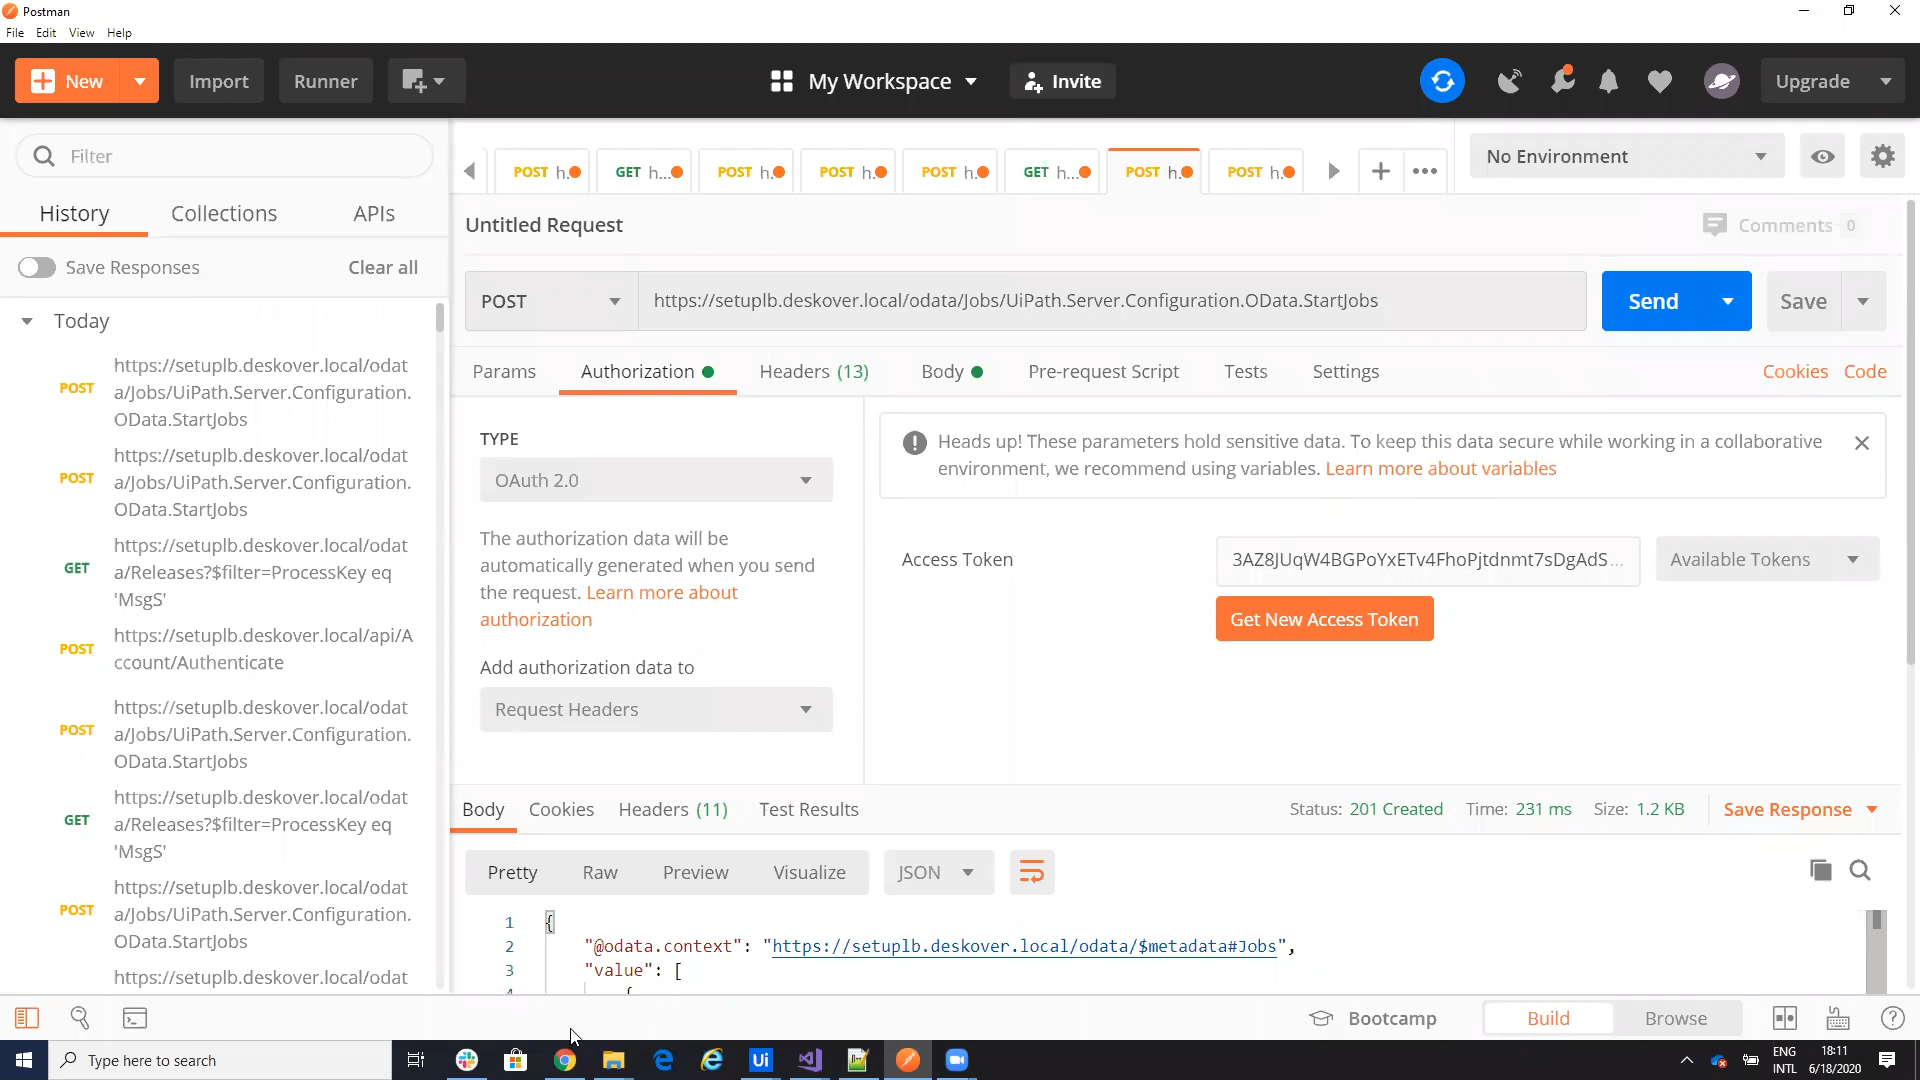 Postman
File Edit View Help
New Import Runner My Workspace Invite Upgrade
Filter
POST h. GET h... POST h. POST h. POST h. GET h... POST h. POST h. No Environment
History Collections APIs
Untitled Request Comments 0
Save Responses Clear all
POST https://setuplb.deskover.local/odata/Jobs/UiPath.Server.Configuration.OData.StartJobs Send Save
Params Authorization Headers (13) Body Pre-request Script Tests Settings Cookies Code
Today
POST https://setuplb.deskover.local/odat
a/Jobs/UiPath.Server.Configuration.
OData.StartJobs
POST https://setuplb.deskover.local/odat
a/Jobs/UiPath.Server.Configuration.
OData.StartJobs
GET https://setuplb.deskover.local/odat
a/Releases?$filter=ProcessKey eq
'MsgS'
POST https://setuplb.deskover.local/api/A
ccount/Authenticate
POST https://setuplb.deskover.local/odat
a/Jobs/UiPath.Server.Configuration.
OData.StartJobs
GET https://setuplb.deskover.local/odat
a/Releases?$filter=ProcessKey eq
'MsgS'
POST https://setuplb.deskover.local/odat
a/Jobs/UiPath.Server.Configuration.
OData.StartJobs
https://setuplb.deskover.local/odat
TYPE
OAuth 2.0
The authorization data will be
automatically generated when you send
the request. Learn more about
authorization
Add authorization data to
Request Headers
Heads up! These parameters hold sensitive data. To keep this data secure while working in a collaborative
environment, we recommend using variables. Learn more about variables
Access Token 3AZ8JUqW4BGPoYxETv4FhoPjtdnmt7sDgAdS... Available Tokens
Get New Access Token
Body Cookies Headers (11) Test Results Status: 201 Created Time: 231 ms Size: 1.2 KB Save Response
Pretty Raw Preview Visualize JSON
1 {
2 "@odata.context": "https://setuplb.deskover.local/odata/$metadata#Jobs",
3 "value": [
4 {
Bootcamp Build Browse
Type here to search Ui ENG 18:11
INTL 6/18/2020